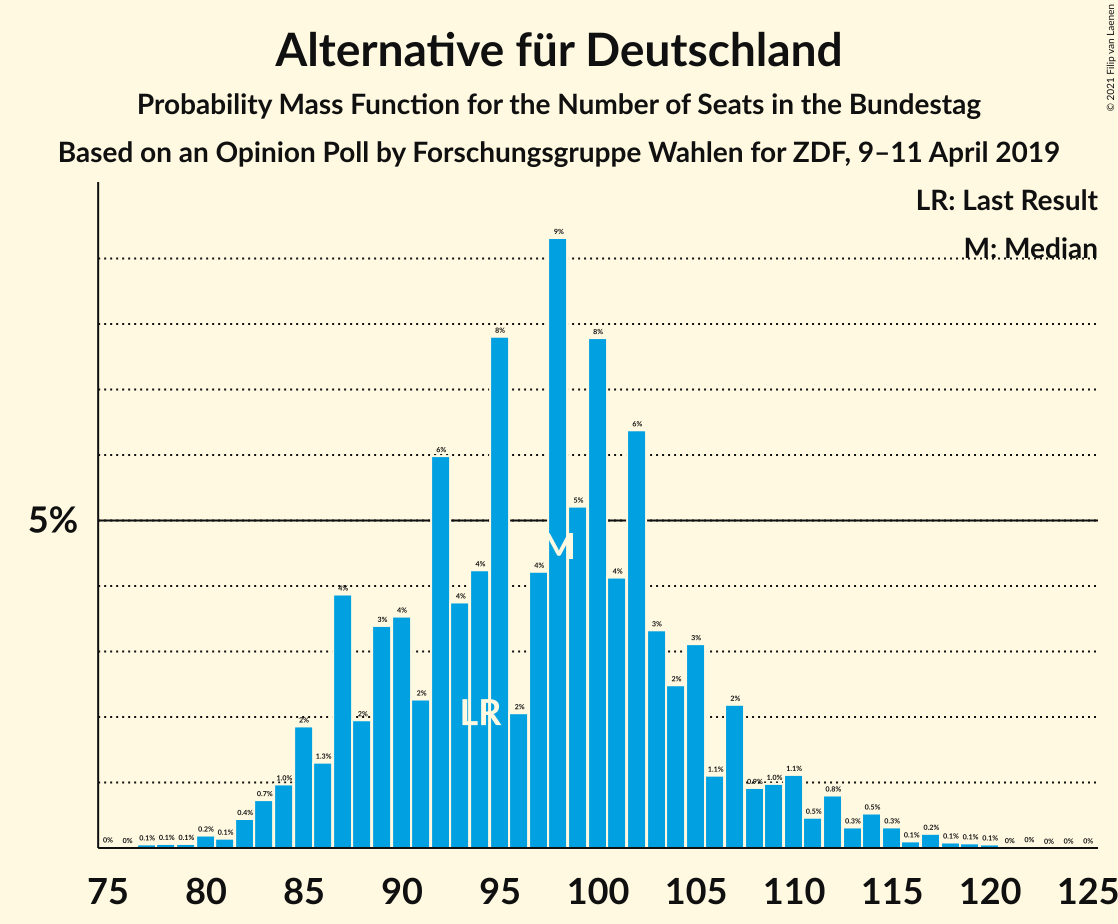 Alternative für Deutschland
Probability Mass Function for the Number of Seats in the Bundestag
Based on an Opinion Poll by Forschungsgruppe Wahlen for ZDF, 9–11 April 2019
© 2021 Filip van Laenen
LR: Last Result
M: Median
5%
0% 0% 0.1% 0.1% 0.1% 0.2% 0.1% 0.4% 0.7% 1.0% 2% 1.3% 4% 2% 3% 4% 2% 6% 4% 4% 8% 2% 4% 9% 5% 8% 4% 6% 3% 2% 3% 1.1% 2% 0.9% 1.0% 1.1% 0.5% 0.8% 0.3% 0.5% 0.3% 0.1% 0.2% 0.1% 0.1% 0.1% 0% 0% 0% 0% 0%
M
LR
75 80 85 90 95 100 105 110 115 120 125